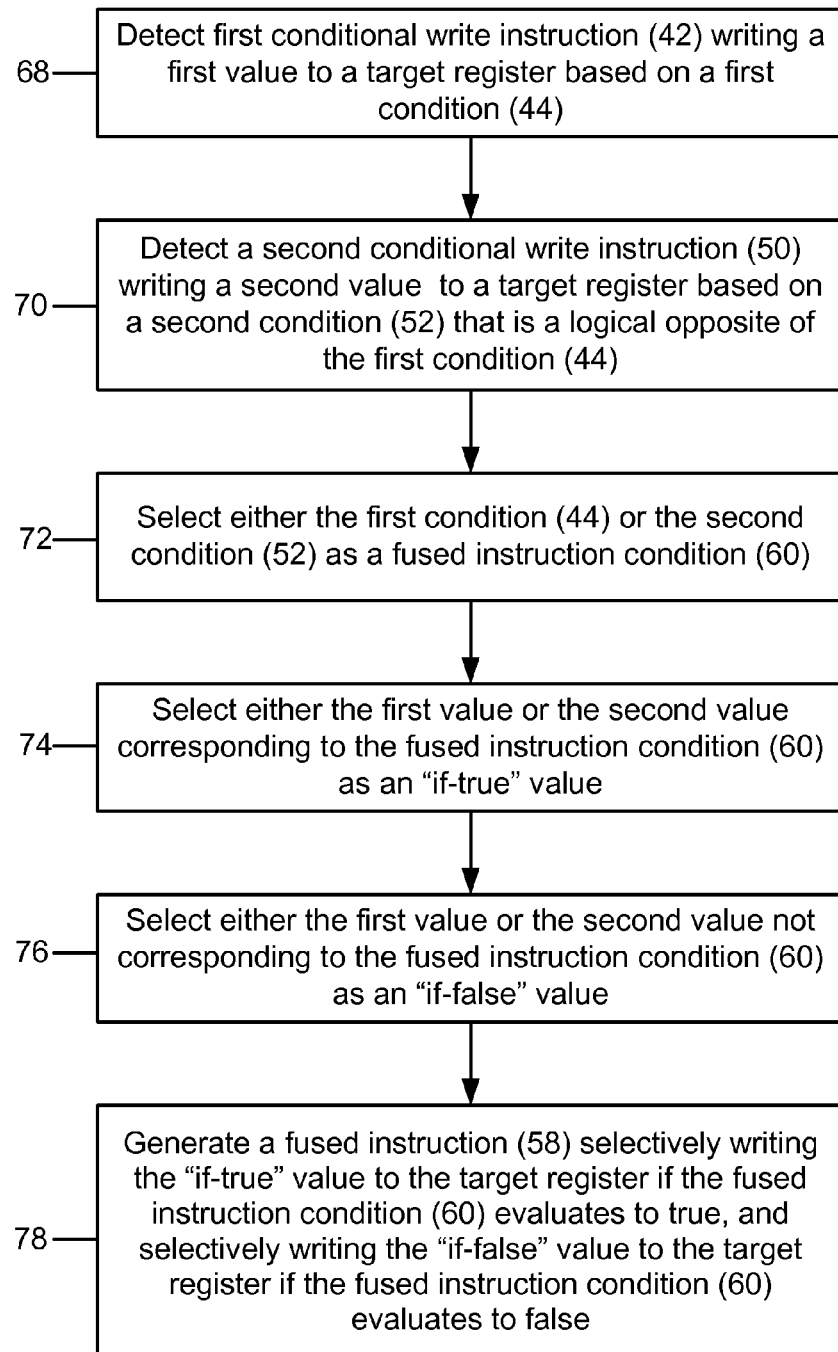 Detect first conditional write instruction (42) writing a
68
first value to a target register based on a first
condition (44)
Detect a second conditional write instruction (50)
writing a second value to a target register based on
70
a second condition (52) that is a logical opposite of
the first condition (44)
Select either the first condition (44) or the second
72
condition (52) as a fused instruction condition (60)
Select either the first value or the second value
74
corresponding to the fused instruction condition (60)
as an “if-true” value
Select either the first value or the second value not
76
corresponding to the fused instruction condition (60)
as an “if-false” value
Generate a fused instruction (58) selectively writing
the “if-true” value to the target register if the fused
instruction condition (60) evaluates to true, and
78
selectively writing the “if-false” value to the target
register if the fused instruction condition (60)
evaluates to false